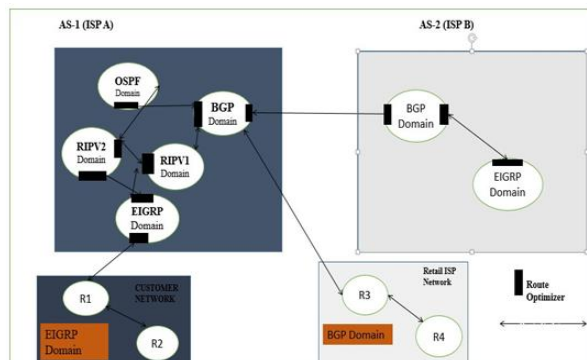 AS-1 (ISP A)
AS-2 (ISP B)
OSPF
Domain
BGP
Domain
RIPV2
Domain
RIPV1
Domain
EIGRP
Domain
BGP
Domain
EIGRP
Domain
CUSTOMER
NETWORK
R1
R2
EIGRP
Domain
Retail ISP
Network
R3
R4
BGP Domain
Route
Optimizer